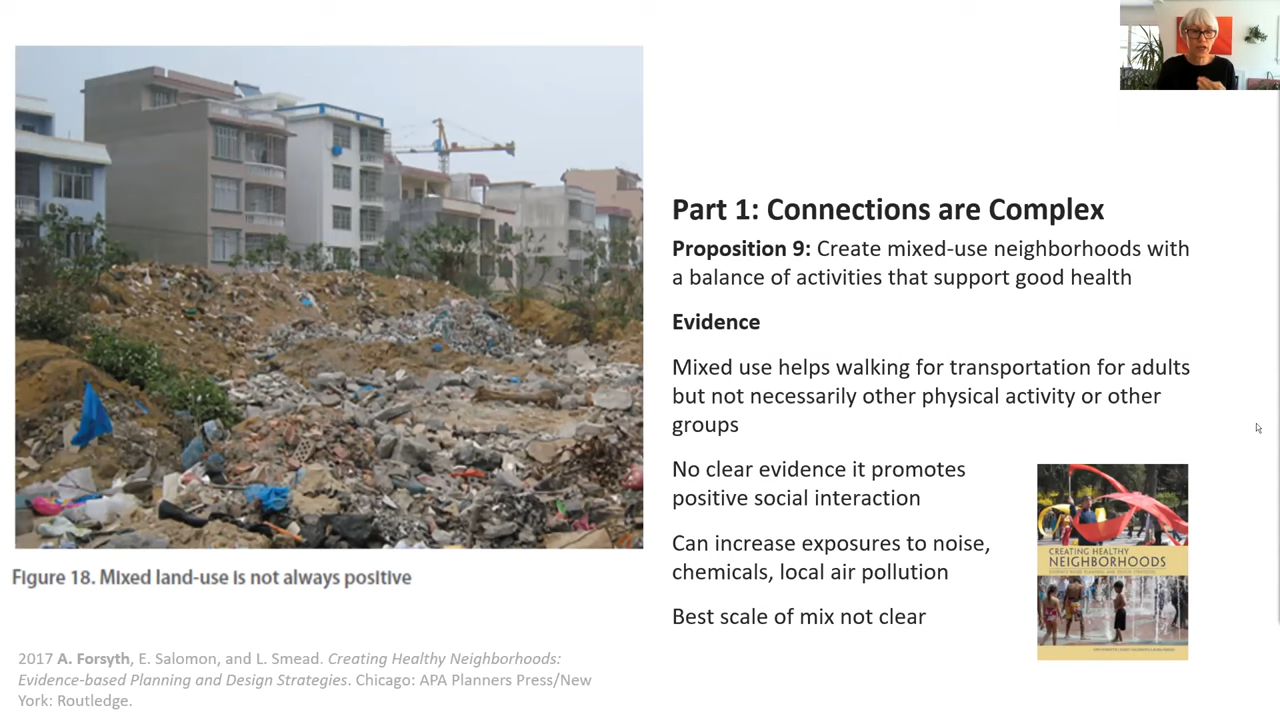 Part 1: Connections are Complex
Proposition 9: Create mixed-use neighborhoods with
a balance of activities that support good health
Evidence
Mixed use helps walking for transportation for adults
but not necessarily other physical activity or other
groups
No clear evidence it promotes
positive social interaction
Can increase exposures to noise,
chemicals, local air pollution
Best scale of mix not clear
CREATING HEALTHY
NEIGHBORHOODS
Figure 18. Mixed land-use is not always positive
2017 A. Forsyth, E. Salomon, and L. Smead. Creating Healthy Neighborhoods:
Evidence-based Planning and Design Strategies. Chicago: APA Planners Press/New
York: Routledge.